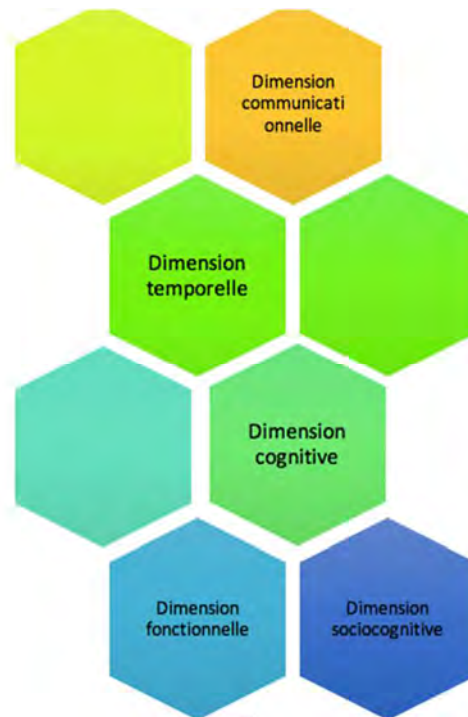 Dimension
communicati
onnelle
Dimension
temporelle
Dimension
cognitive
Dimension
fonctionnelle
Dimension
sociocognitive